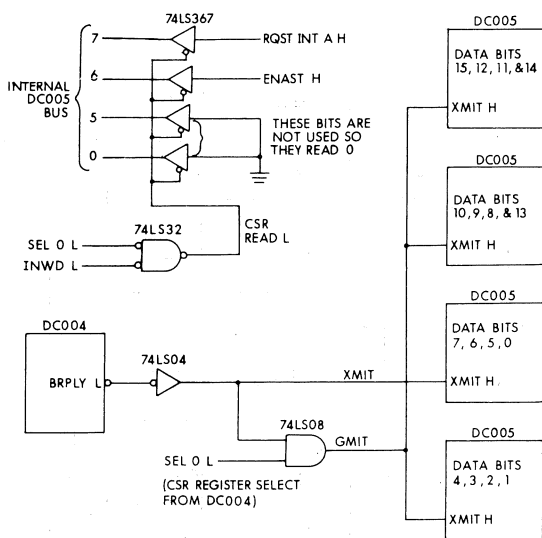 74LS367
7
RQST INT A H
6
ENAST H
INTERNAL
DC005
BUS
5
0
THESE BITS ARE
NOT USED SO
THEY READ 0
74LS32
CSR
READ L
SEL 0 L
INWD L
DC004
BRPLY L
74LS04
XMIT
74LS08
GMIT
SEL 0 L
(CSR REGISTER SELECT
FROM DC004)
DC005
DATA BITS
15, 12, 11, &14
XMIT H
DC005
DATA BITS
10, 9, 8, & 13
XMIT H
DC005
DATA BITS
7, 6, 5, 0
XMIT H
DC005
DATA BITS
4, 3, 2, 1
XMIT H